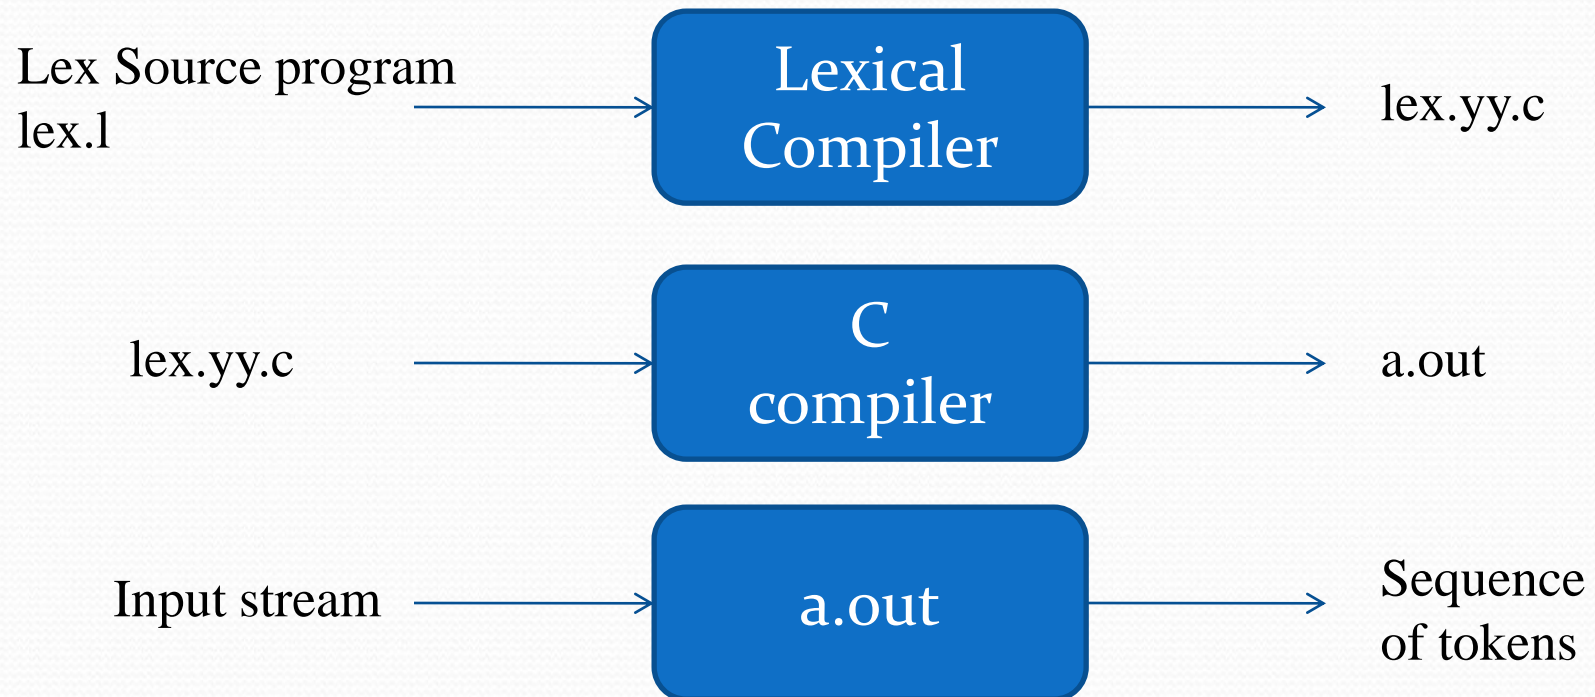 Lex Source program
lex.l
Lexical
Compiler
lex.yy.c
lex.yy.c
C
compiler
a.out
Input stream
a.out
Sequence
of tokens